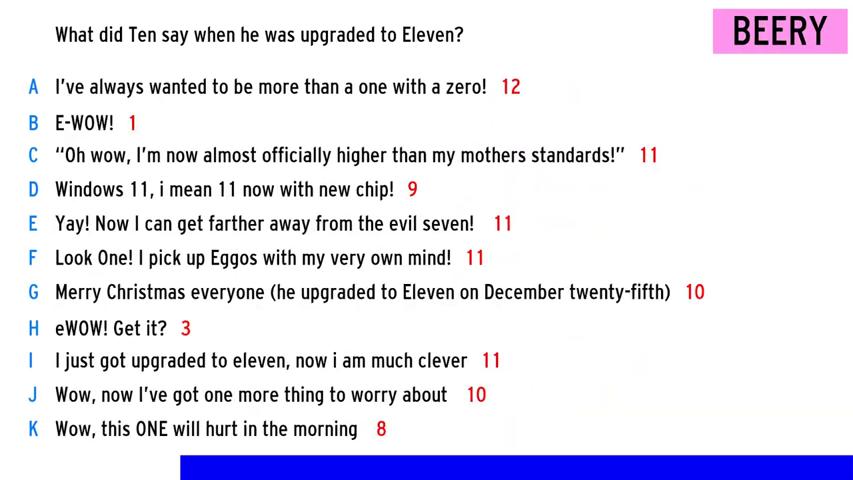 What did Ten say when he was upgraded to Eleven?
BEERY
A I've always wanted to be more than a one with a zero! 12
B E-WOW! 1
C “Oh wow, I'm now almost officially higher than my mothers standards!” 11
D Windows 11, i mean 11 now with new chip! 9
E Yay! Now I can get farther away from the evil seven! 11
F Look One! I pick up Eggos with my very own mind! 11
G Merry Christmas everyone (he upgraded to Eleven on December twenty-fifth) 10
H eWOW! Get it? 3
I I just got upgraded to eleven, now i am much clever 11
J Wow, now I've got one more thing to worry about 10
K Wow, this ONE will hurt in the morning 8